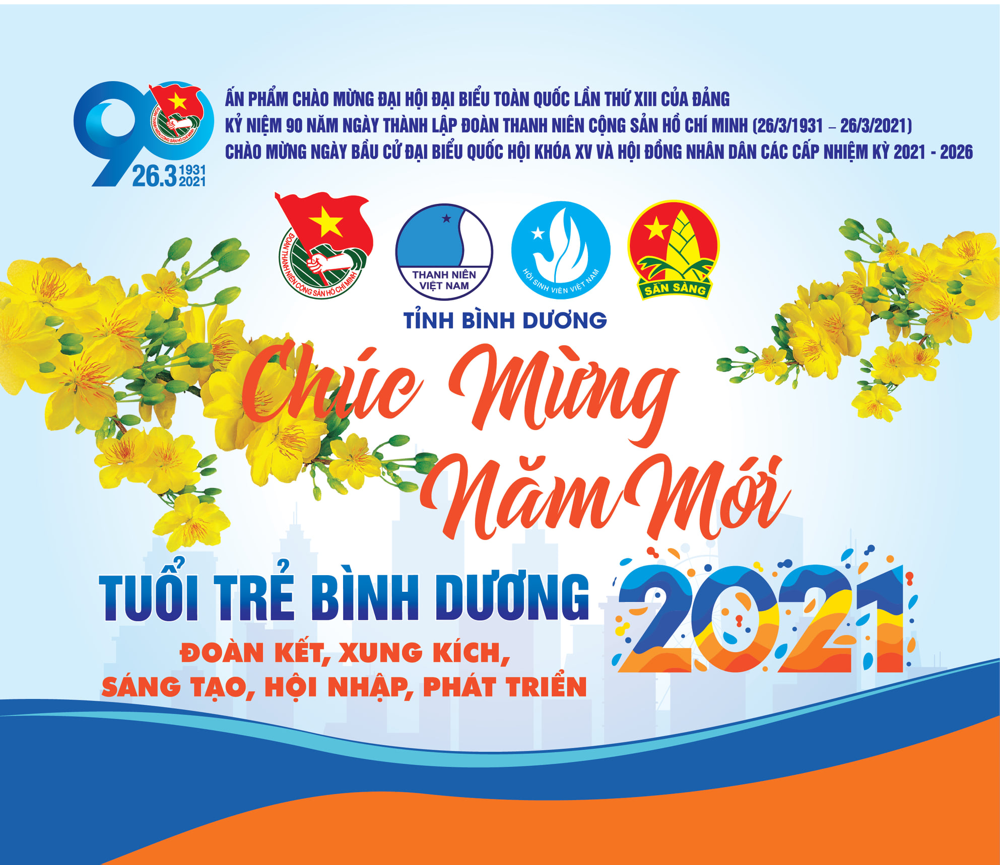 ẤN PHẨM CHÀO MỪNG ĐẠI HỘI ĐẠI BIỂU TOÀN QUỐC LẦN THỨ XIII CỦA ĐẢNG
KỶ NIỆM 90 NĂM NGÀY THÀNH LẬP ĐOÀN THANH NIÊN CỘNG SẢN HỒ CHÍ MINH (26/3/1931 – 26/3/2021)
CHÀO MỪNG NGÀY BẦU CỬ ĐẠI BIỂU QUỐC HỘI KHÓA XV VÀ HỘI ĐỒNG NHÂN DÂN CÁC CẤP NHIỆM KỲ 2021 - 2026
90
ĐOÀN THANH NIÊN CỘNG SẢN HỒ CHÍ MINH
26.3 1931
2021
ĐOÀN THANH NIÊN CỘNG SẢN HỒ CHÍ MINH
THANH NIÊN
VIỆT NAM
HỘI SINH VIÊN VIỆT NAM
SẴN SÀNG
TỈNH BÌNH DƯƠNG
Chúc Mừng
Năm Mới
TUỔI TRẺ BÌNH DƯƠNG
2021
ĐOÀN KẾT, XUNG KÍCH,
SÁNG TẠO, HỘI NHẬP, PHÁT TRIỂN